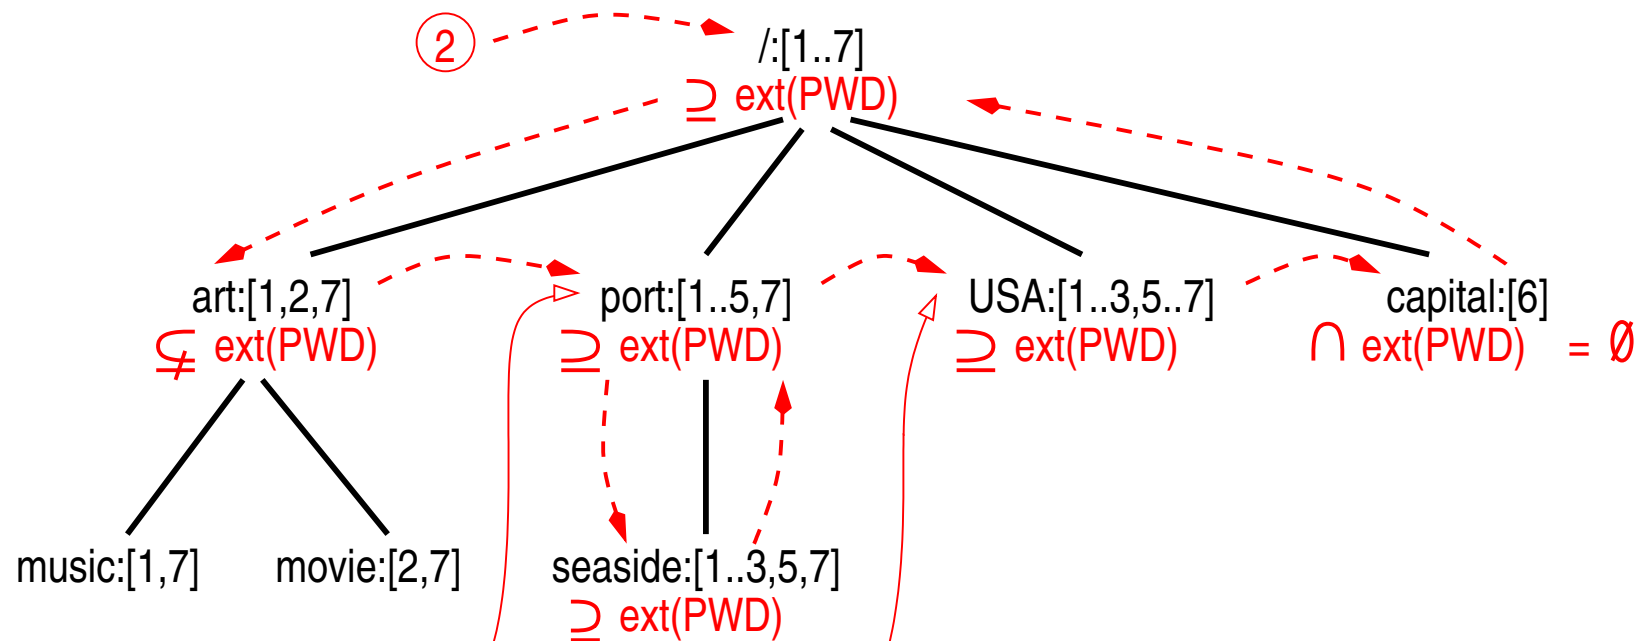 2
/:[1..7]
⊇ ext(PWD)
art:[1,2,7] port:[1..5,7] USA:[1..3,5..7] capital:[6]
⊊ ext(PWD) ⊇ ext(PWD) ⊇ ext(PWD) ∩ ext(PWD) = ∅
music:[1,7] movie:[2,7] seaside:[1..3,5,7]
⊇ ext(PWD)